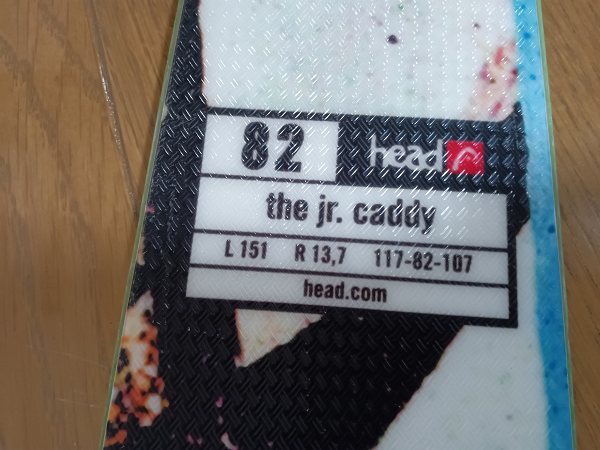 82 head
the jr. caddy
L 151 R 13,7 117-82-107
head.com